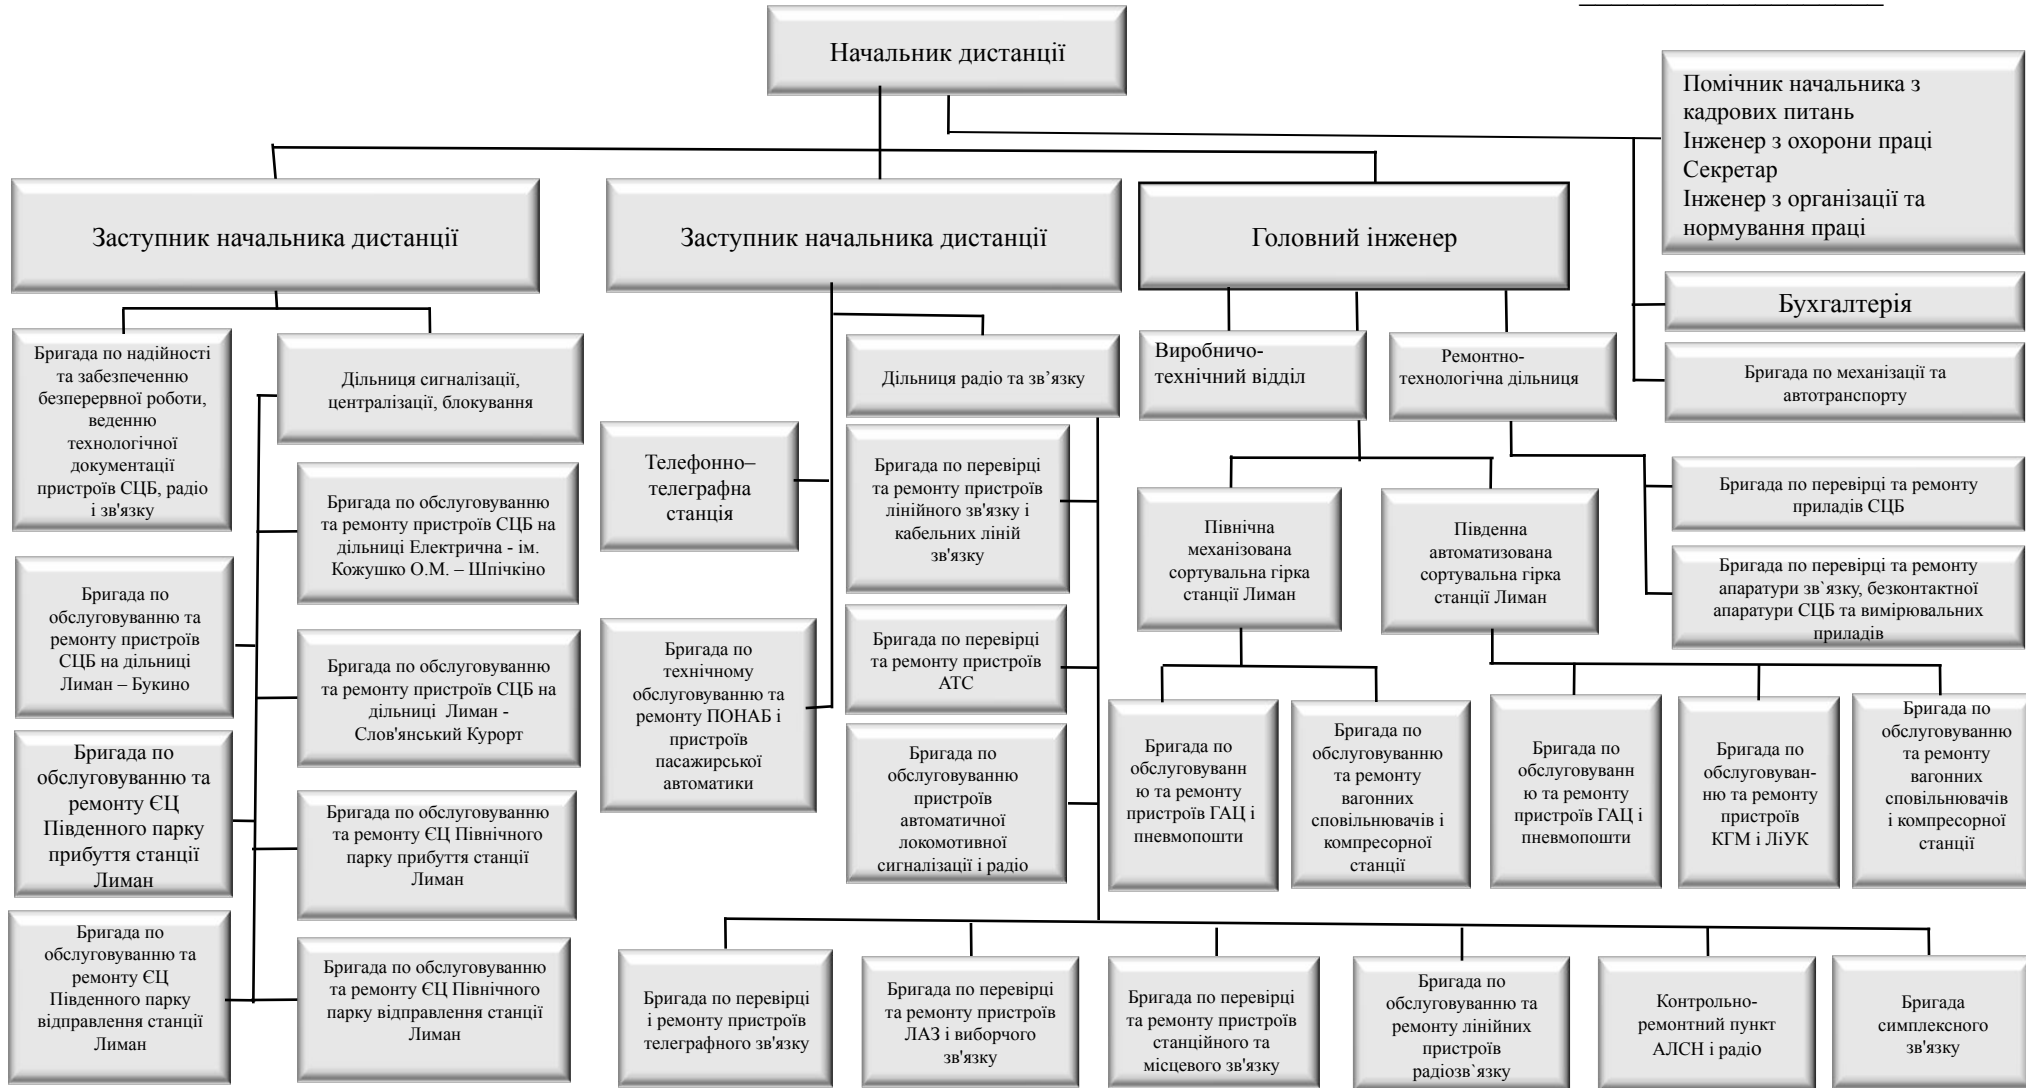 Начальник дистанції
Помічник начальника з
кадрових питань
Інженер з охорони праці
Секретар
Інженер з організації та
нормування праці
Заступник начальника дистанції
Заступник начальника дистанції
Головний інженер
Бухгалтерія
Бригада по механізації та
автотранспорту
Бригада по надійності
та забезпеченню
безперервної роботи,
веденню
технологічної
документації
пристроїв СЦБ, радіо
і зв'язку
Дільниця сигналізації,
централізації, блокування
Дільниця радіо та зв’язку
Виробничо-
технічний відділ
Ремонтно-
технологічна дільниця
Телефонно–
телеграфна
станція
Бригада по перевірці
та ремонту пристроїв
лінійного зв'язку і
кабельних ліній
зв'язку
Бригада по обслуговуванню
та ремонту пристроїв СЦБ на
дільниці Електрична - ім.
Кожушко О.М. – Шпічкіно
Північна
механізована
сортувальна гірка
станції Лиман
Південна
автоматизована
сортувальна гірка
станції Лиман
Бригада по перевірці та ремонту
приладів СЦБ
Бригада по перевірці та ремонту
апаратури зв`язку, безконтактної
апаратури СЦБ та вимірювальних
приладів
Бригада по
обслуговуванню та
ремонту пристроїв
СЦБ на дільниці
Лиман – Букино
Бригада по обслуговуванню
та ремонту пристроїв СЦБ на
дільниці  Лиман -
Слов'янський Курорт
Бригада по
технічному
обслуговуванню та
ремонту ПОНАБ і
пристроїв
пасажирської
автоматики
Бригада по перевірці
та ремонту пристроїв
АТС
Бригада по
обслуговуванню
пристроїв
автоматичної
локомотивної
сигналізації і радіо
Бригада по
обслуговуванн
ю та ремонту
пристроїв ГАЦ і
пневмопошти
Бригада по
обслуговуванню
та ремонту
вагонних
сповільнювачів і
компресорної
станції
Бригада по
обслуговуванн
ю та ремонту
пристроїв ГАЦ і
пневмопошти
Бригада по
обслуговуван-
ню та ремонту
пристроїв
КГМ і ЛіУК
Бригада по
обслуговуванню
та ремонту
вагонних
сповільнювачів
і компресорної
станції
Бригада по
обслуговуванню та
ремонту ЄЦ
Південного парку
прибуття станції
Лиман
Бригада по обслуговуванню
та ремонту ЄЦ Північного
парку прибуття станції
Лиман
Бригада по
обслуговуванню та
ремонту ЄЦ
Південного парку
відправлення станції
Лиман
Бригада по обслуговуванню
та ремонту ЄЦ Північного
парку відправлення станції
Лиман
Бригада по перевірці
і ремонту пристроїв
телеграфного зв'язку
Бригада по перевірці
та ремонту пристроїв
ЛАЗ і виборчого
зв'язку
Бригада по перевірці
та ремонту пристроїв
станційного та
місцевого зв'язку
Бригада по
обслуговуванню та
ремонту лінійних
пристроїв
радіозв`язку
Контрольно-
ремонтний пункт
АЛСН і радіо
Бригада
симплексного
зв'язку